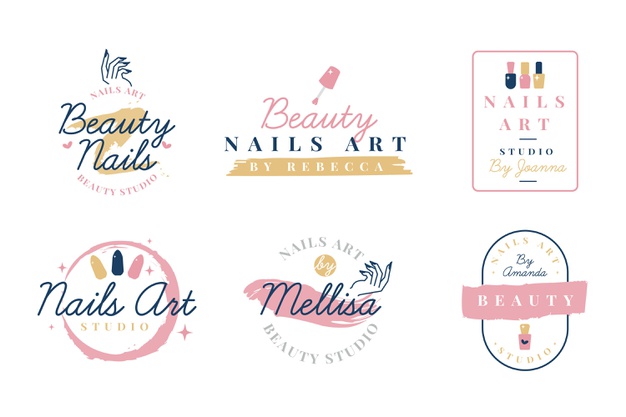 NAILS ART
Beauty
Nails
BEAUTY STUDIO
Beauty
NAILS ART
BY REBECCA
NAILS
ART
STUDIO
By Joanna
Nails Art
STUDIO
NAILS ART
by
Mellisa
BEAUTY STUDIO
NAILS ART
By
Amanda
BEAUTY
· STUDIO ·